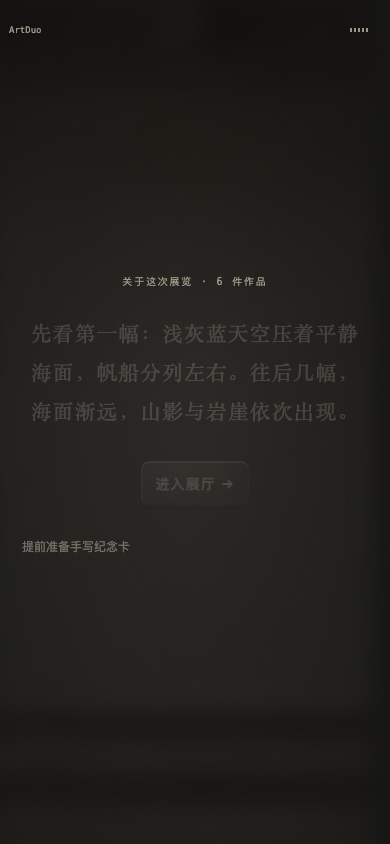 ArtDuo
关于这次展览 · 6 件作品
先看第一幅：浅灰蓝天空压着平静
海面，帆船分列左右。往后几幅，
海面渐远，山影与岩崖依次出现。
进入展厅 →
提前准备手写纪念卡